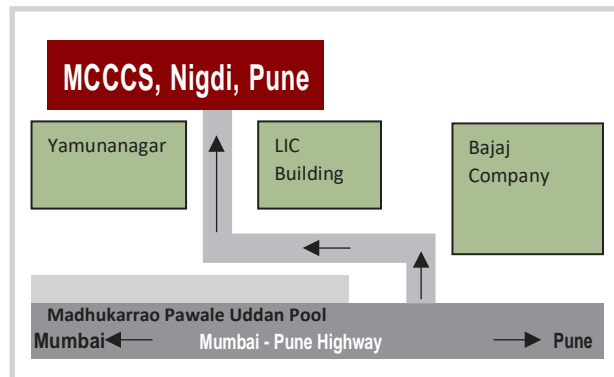 MCCCS, Nigdi, Pune
Yamunanagar
LIC
Building
Bajaj
Company
Madhukarrao Pawale Uddan Pool
Mumbai
Mumbai - Pune Highway
Pune